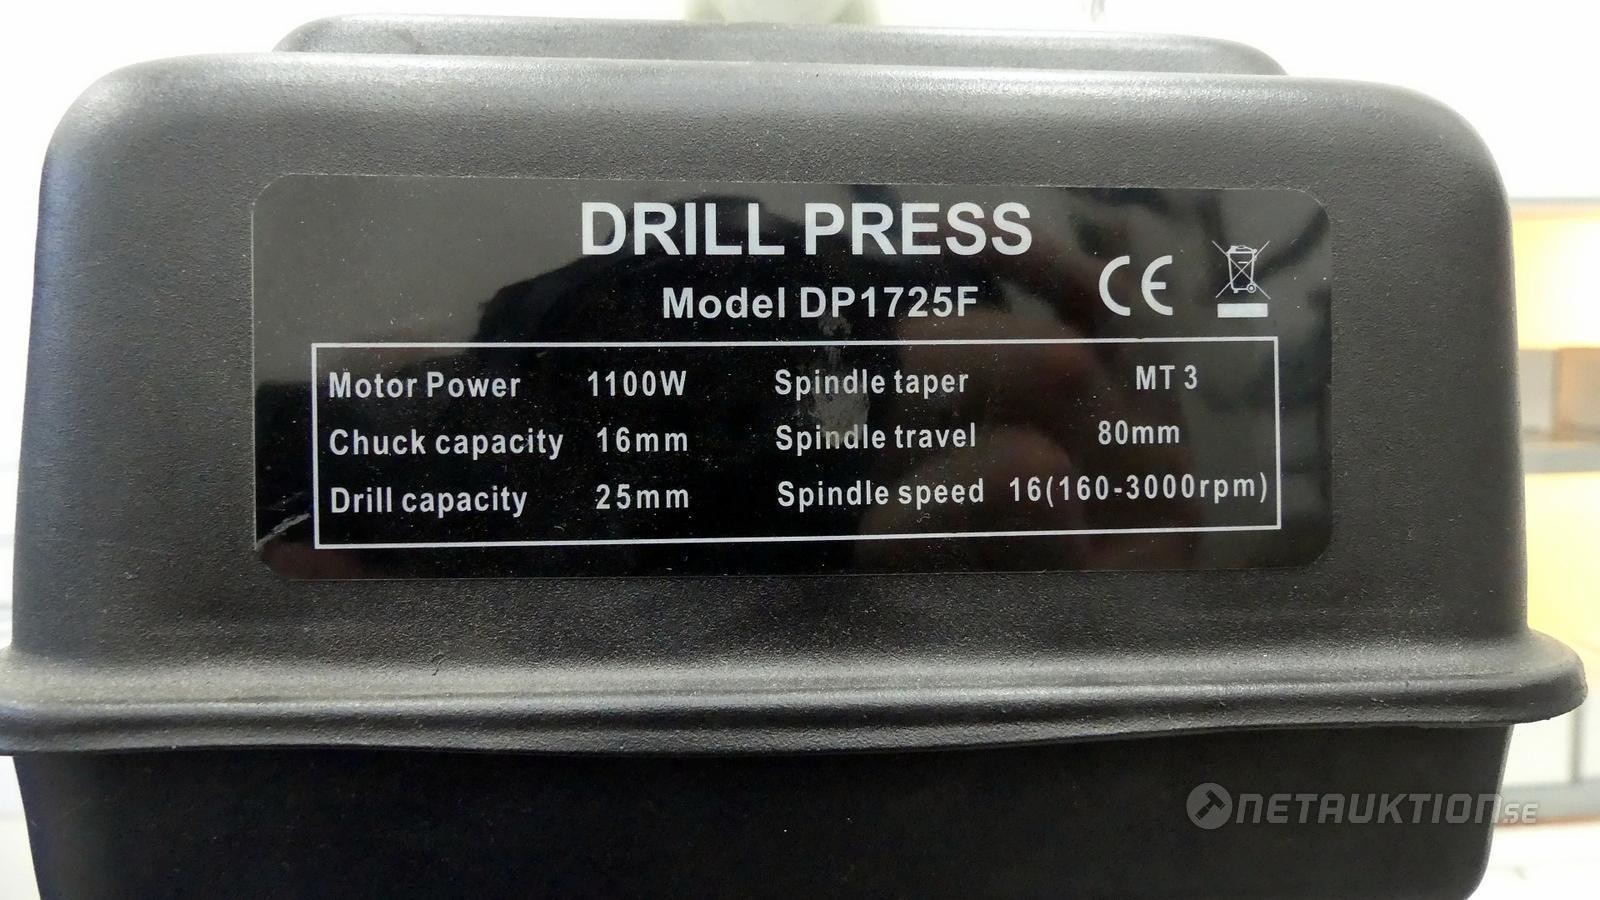 DRILL PRESS
Model DP1725F
CE
Motor Power 1100W Spindle taper MT 3
Chuck capacity 16mm Spindle travel 80mm
Drill capacity 25mm Spindle speed 16(160-3000rpm)
NETAUKTION.SE